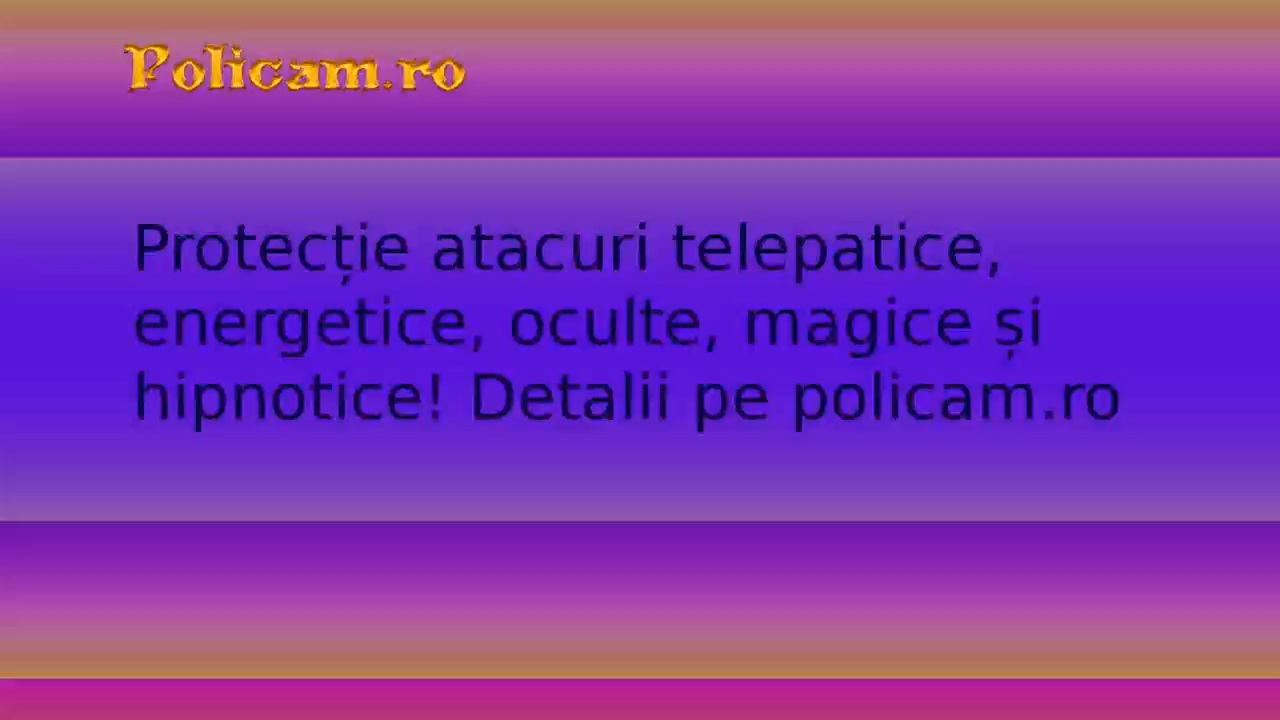 Policam.ro
Protecție atacuri telepatice,
energetice, oculte, magice și
hipnotice! Detalii pe policam.ro